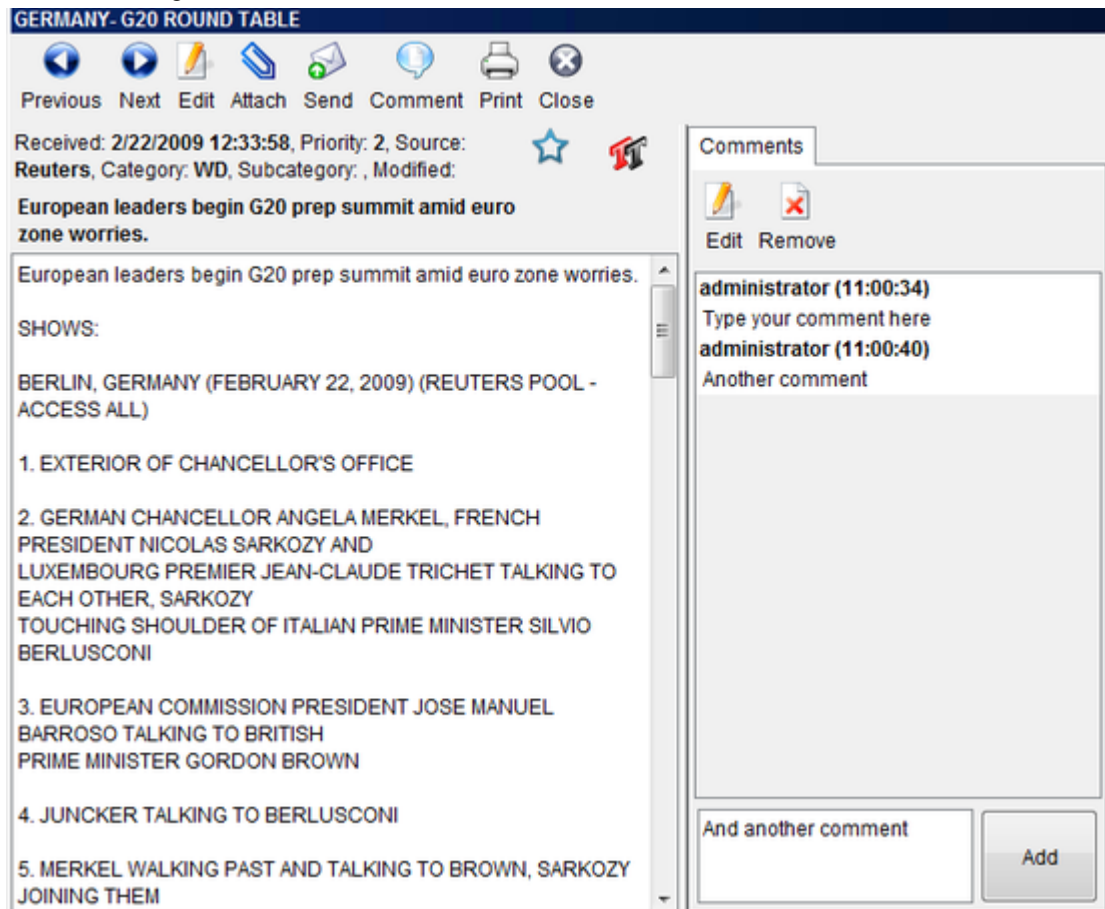 GERMANY- G20 ROUND TABLE
Previous Next Edit Attach Send Comment Print Close
Received: 2/22/2009 12:33:58, Priority: 2, Source:
Reuters, Category: WD, Subcategory: , Modified:
European leaders begin G20 prep summit amid euro
zone worries.
European leaders begin G20 prep summit amid euro zone worries.
SHOWS:
BERLIN, GERMANY (FEBRUARY 22, 2009) (REUTERS POOL -
ACCESS ALL)
1. EXTERIOR OF CHANCELLOR'S OFFICE
2. GERMAN CHANCELLOR ANGELA MERKEL, FRENCH
PRESIDENT NICOLAS SARKOZY AND
LUXEMBOURG PREMIER JEAN-CLAUDE TRICHET TALKING TO
EACH OTHER, SARKOZY
TOUCHING SHOULDER OF ITALIAN PRIME MINISTER SILVIO
BERLUSCONI
3. EUROPEAN COMMISSION PRESIDENT JOSE MANUEL
BARROSO TALKING TO BRITISH
PRIME MINISTER GORDON BROWN
4. JUNCKER TALKING TO BERLUSCONI
5. MERKEL WALKING PAST AND TALKING TO BROWN, SARKOZY
JOINING THEM
Comments
Edit Remove
administrator (11:00:34)
Type your comment here
administrator (11:00:40)
Another comment
And another comment
Add